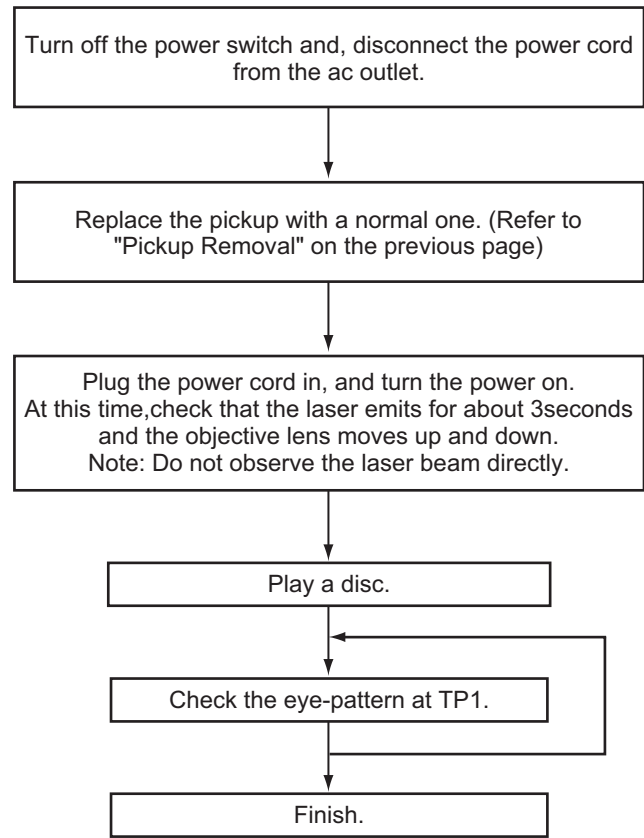 Turn off the power switch and, disconnect the power cord
from the ac outlet.
Replace the pickup with a normal one. (Refer to
"Pickup Removal" on the previous page)
Plug the power cord in, and turn the power on.
At this time,check that the laser emits for about 3seconds
and the objective lens moves up and down.
Note: Do not observe the laser beam directly.
Play a disc.
Check the eye-pattern at TP1.
Finish.